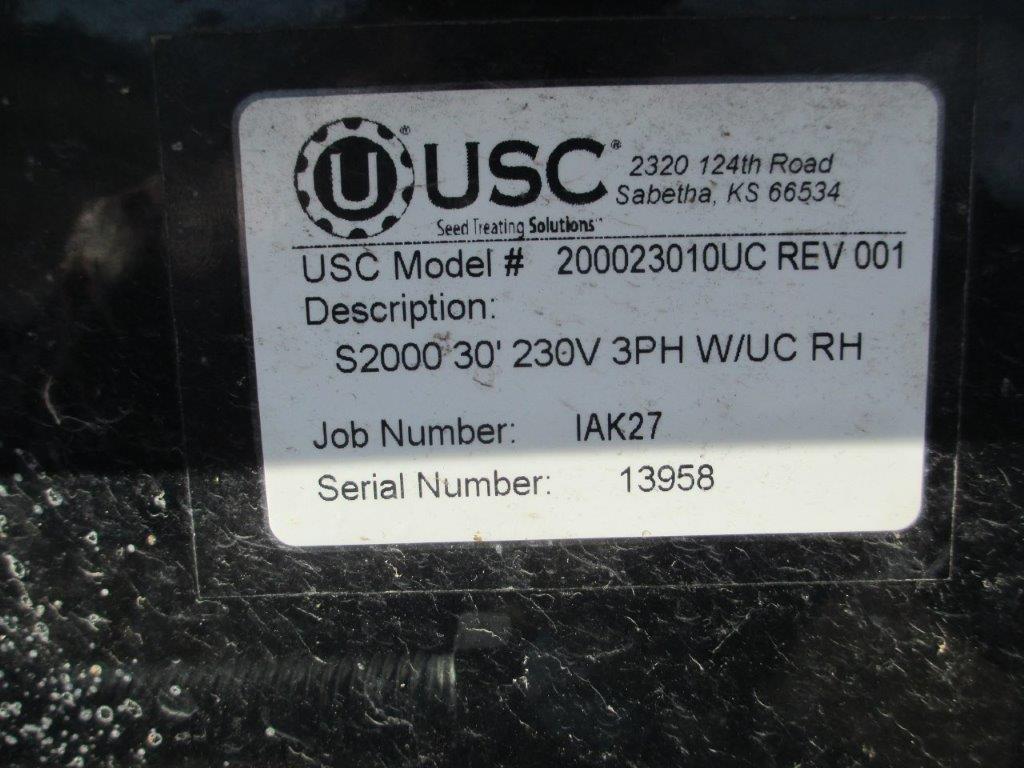 U® USC®
2320 124th Road
Sabetha, KS 66534
Seed Treating Solutions™
USC Model # 200023010UC REV 001
Description:
S2000 30' 230V 3PH W/UC RH
Job Number: IAK27
Serial Number: 13958